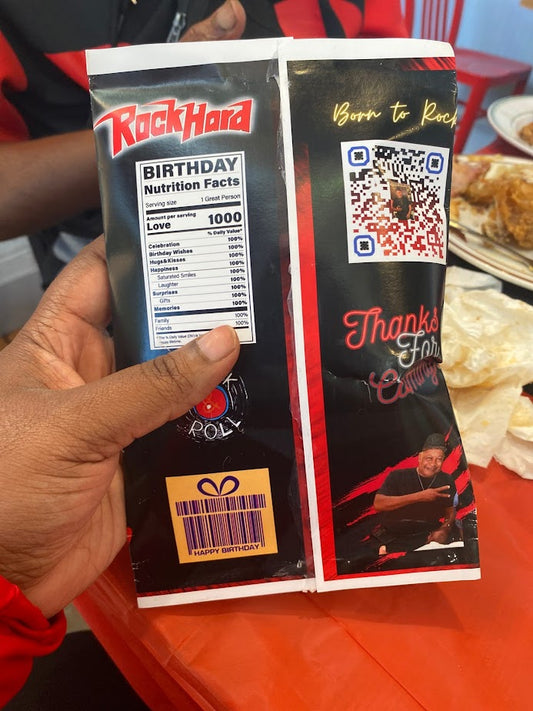 RockHard
BIRTHDAY
Nutrition Facts
Serving size 1 Great Person
Amount per serving
Love 1000
% Daily Value*
Celebration 100%
Birthday Wishes 100%
Hugs&Kisses 100%
Happiness 100%
Saturated Smiles 100%
Laughter 100%
Surprises 100%
Gifts 100%
Memories 100%
Family 100%
Friends 100%
ROLL
HAPPY BIRTHDAY
Born to Rock
Thanks
For
Coming